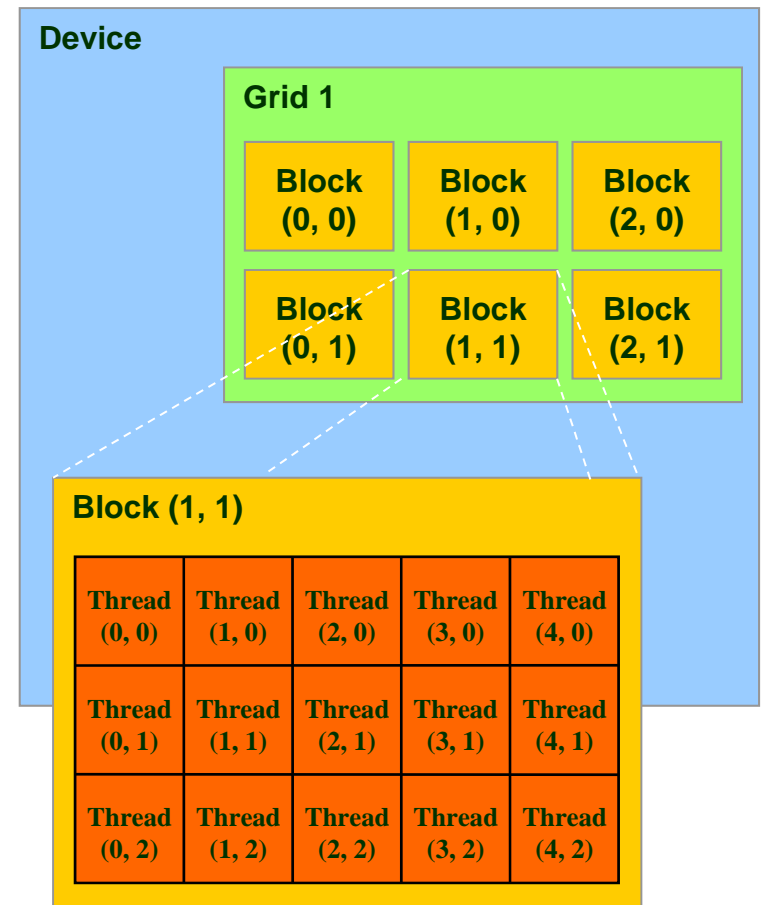 Device
Grid 1
Block
(0, 0)
Block
(1, 0)
Block
(2, 0)
Block
(0, 1)
Block
(1, 1)
Block
(2, 1)
Block (1, 1)
Thread
(0, 0)
Thread
(1, 0)
Thread
(2, 0)
Thread
(3, 0)
Thread
(4, 0)
Thread
(0, 1)
Thread
(1, 1)
Thread
(2, 1)
Thread
(3, 1)
Thread
(4, 1)
Thread
(0, 2)
Thread
(1, 2)
Thread
(2, 2)
Thread
(3, 2)
Thread
(4, 2)